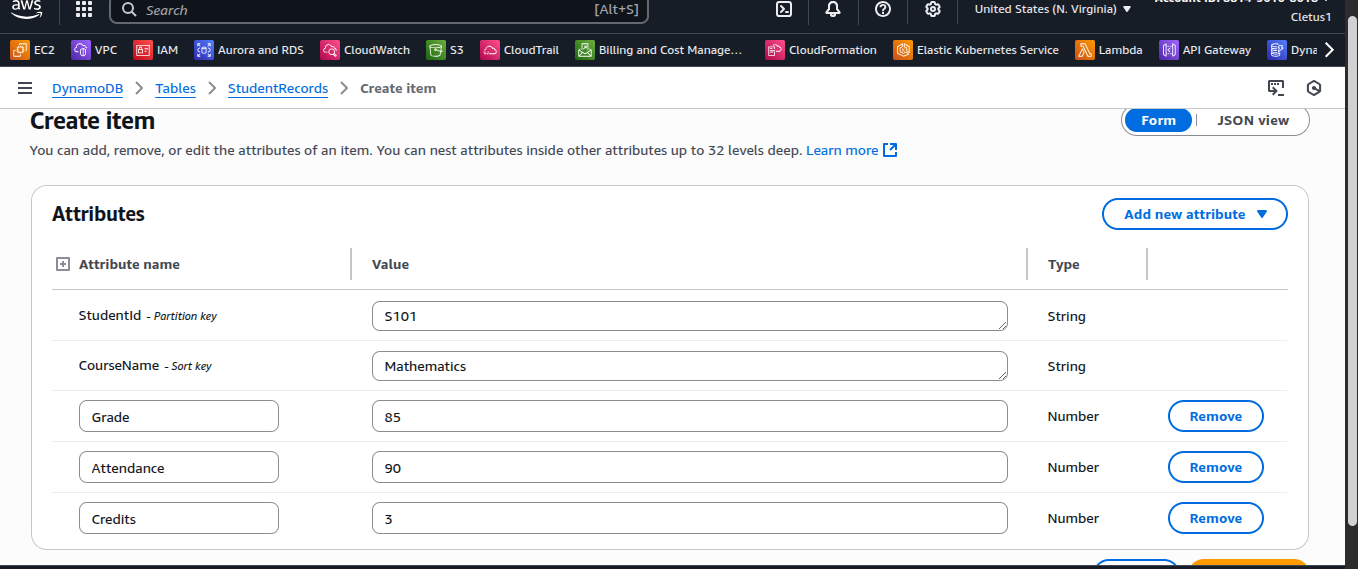 aws
Search [Alt+S] United States (N. Virginia) ▼
Cletus1
EC2 VPC IAM Aurora and RDS CloudWatch S3 CloudTrail Billing and Cost Manage... CloudFormation Elastic Kubernetes Service Lambda API Gateway Dyna
DynamoDB Tables StudentRecords Create item
Create item Form JSON view
You can add, remove, or edit the attributes of an item. You can nest attributes inside other attributes up to 32 levels deep. Learn more
Attributes Add new attribute ▼
Attribute name Value Type
StudentId - Partition key S101 String
CourseName - Sort key Mathematics String
Grade 85 Number Remove
Attendance 90 Number Remove
Credits 3 Number Remove